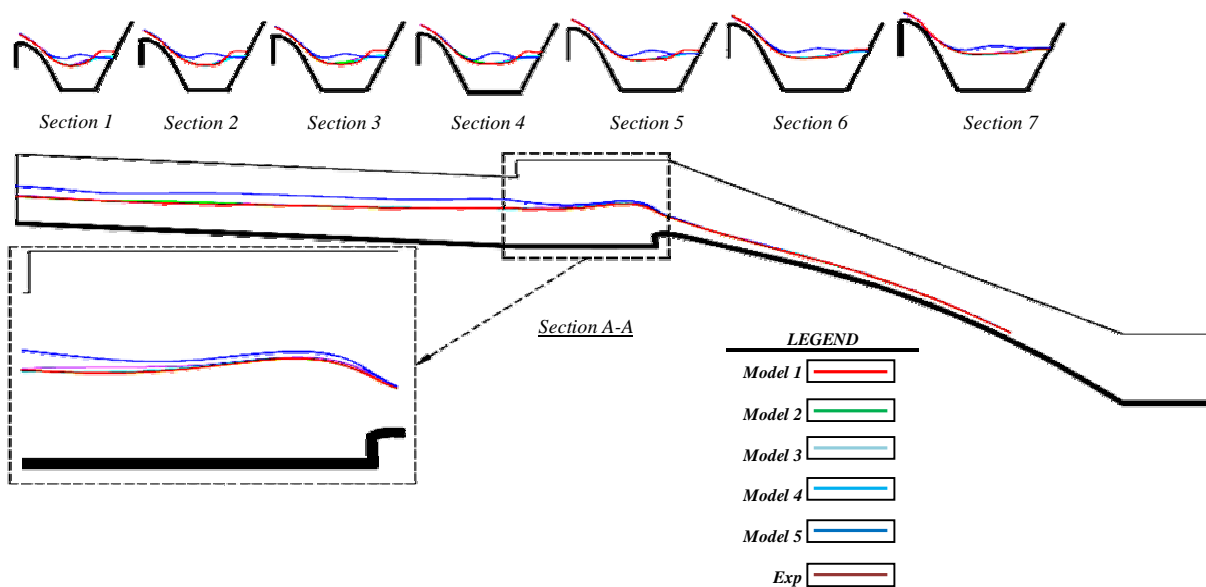 Section 1 Section 2 Section 3 Section 4 Section 5 Section 6 Section 7
Section A-A
LEGEND
Model 1
Model 2
Model 3
Model 4
Model 5
Exp